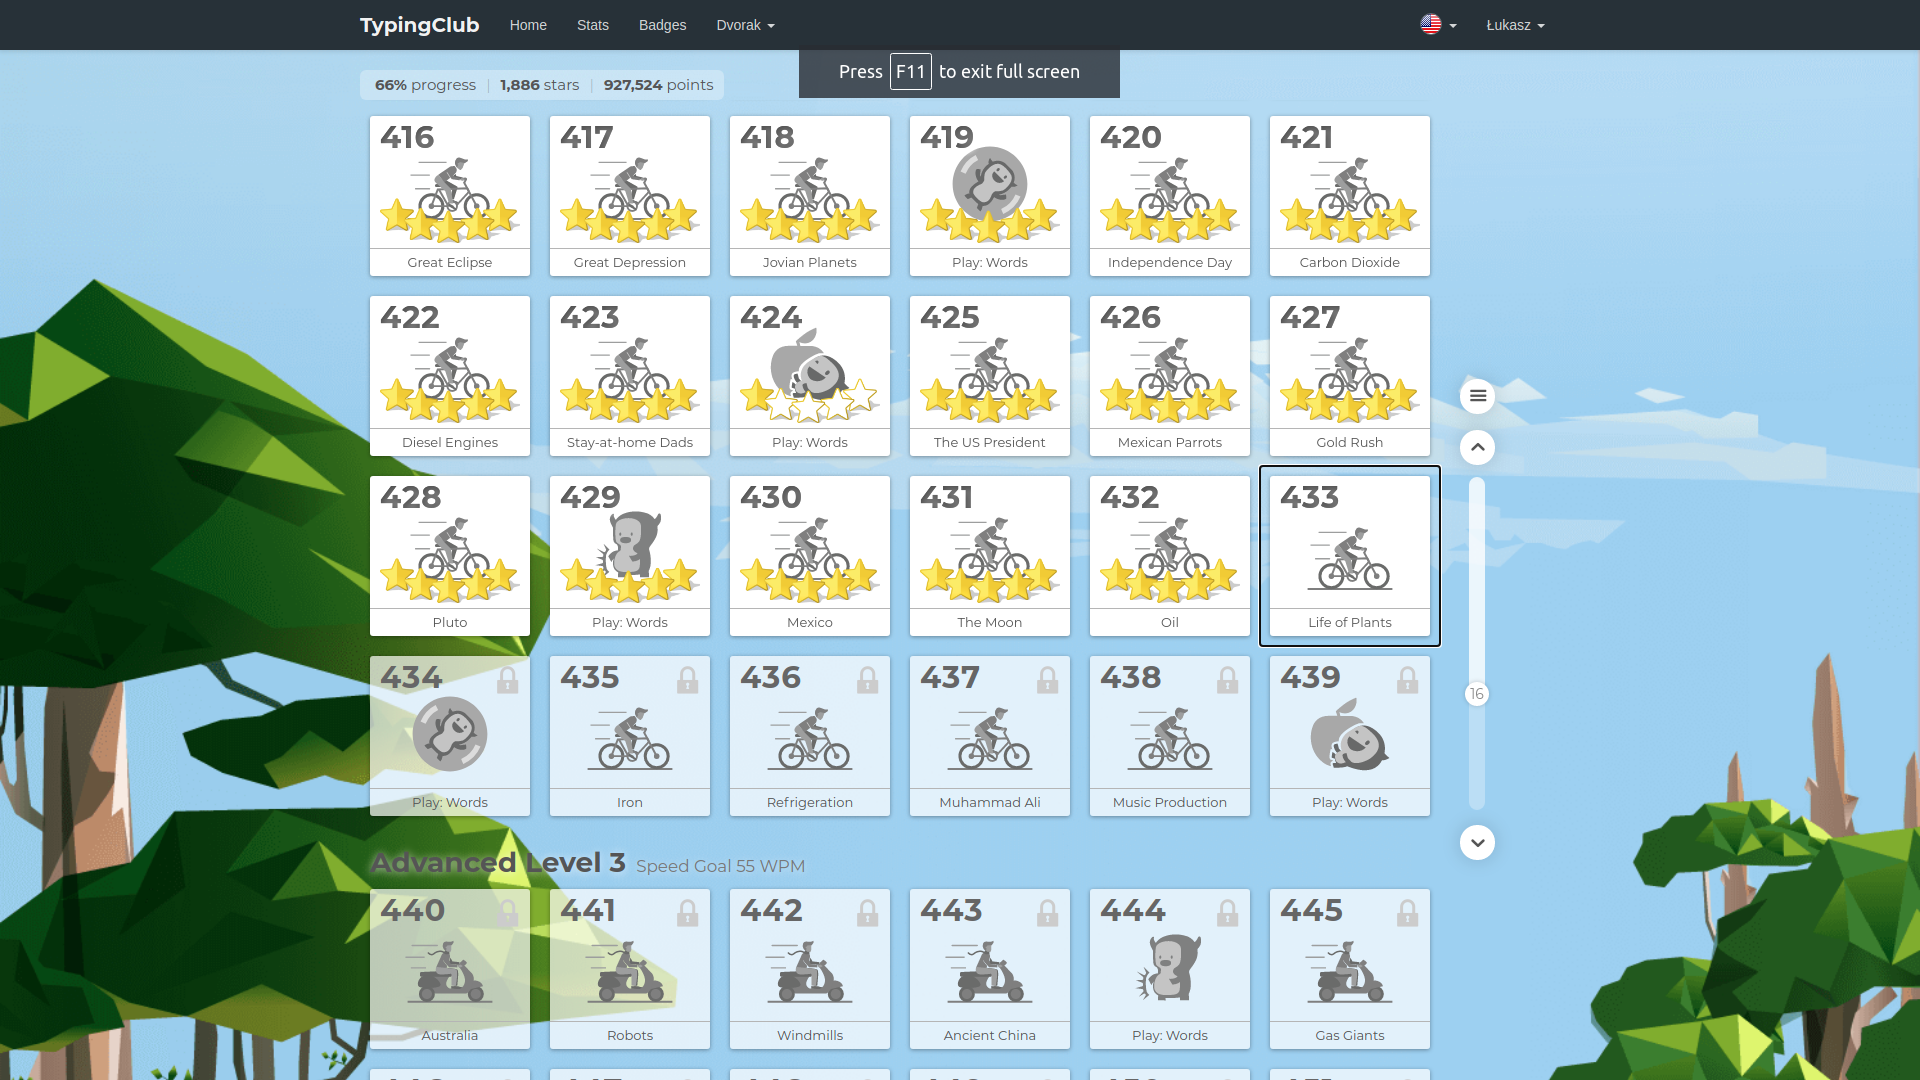 TypingClub Home Stats Badges Dvorak Łukasz
Press F11 to exit full screen
66% progress | 1,886 stars | 927,524 points
416 417 418 419 420 421
Great Eclipse Great Depression Jovian Planets Play: Words Independence Day Carbon Dioxide
422 423 424 425 426 427
Diesel Engines Stay-at-home Dads Play: Words The US President Mexican Parrots Gold Rush
428 429 430 431 432 433
Pluto Play: Words Mexico The Moon Oil Life of Plants
434 435 436 437 438 439
16
Play: Words Iron Refrigeration Muhammad Ali Music Production Play: Words
Advanced Level 3 Speed Goal 55 WPM
440 441 442 443 444 445
Australia Robots Windmills Ancient China Play: Words Gas Giants